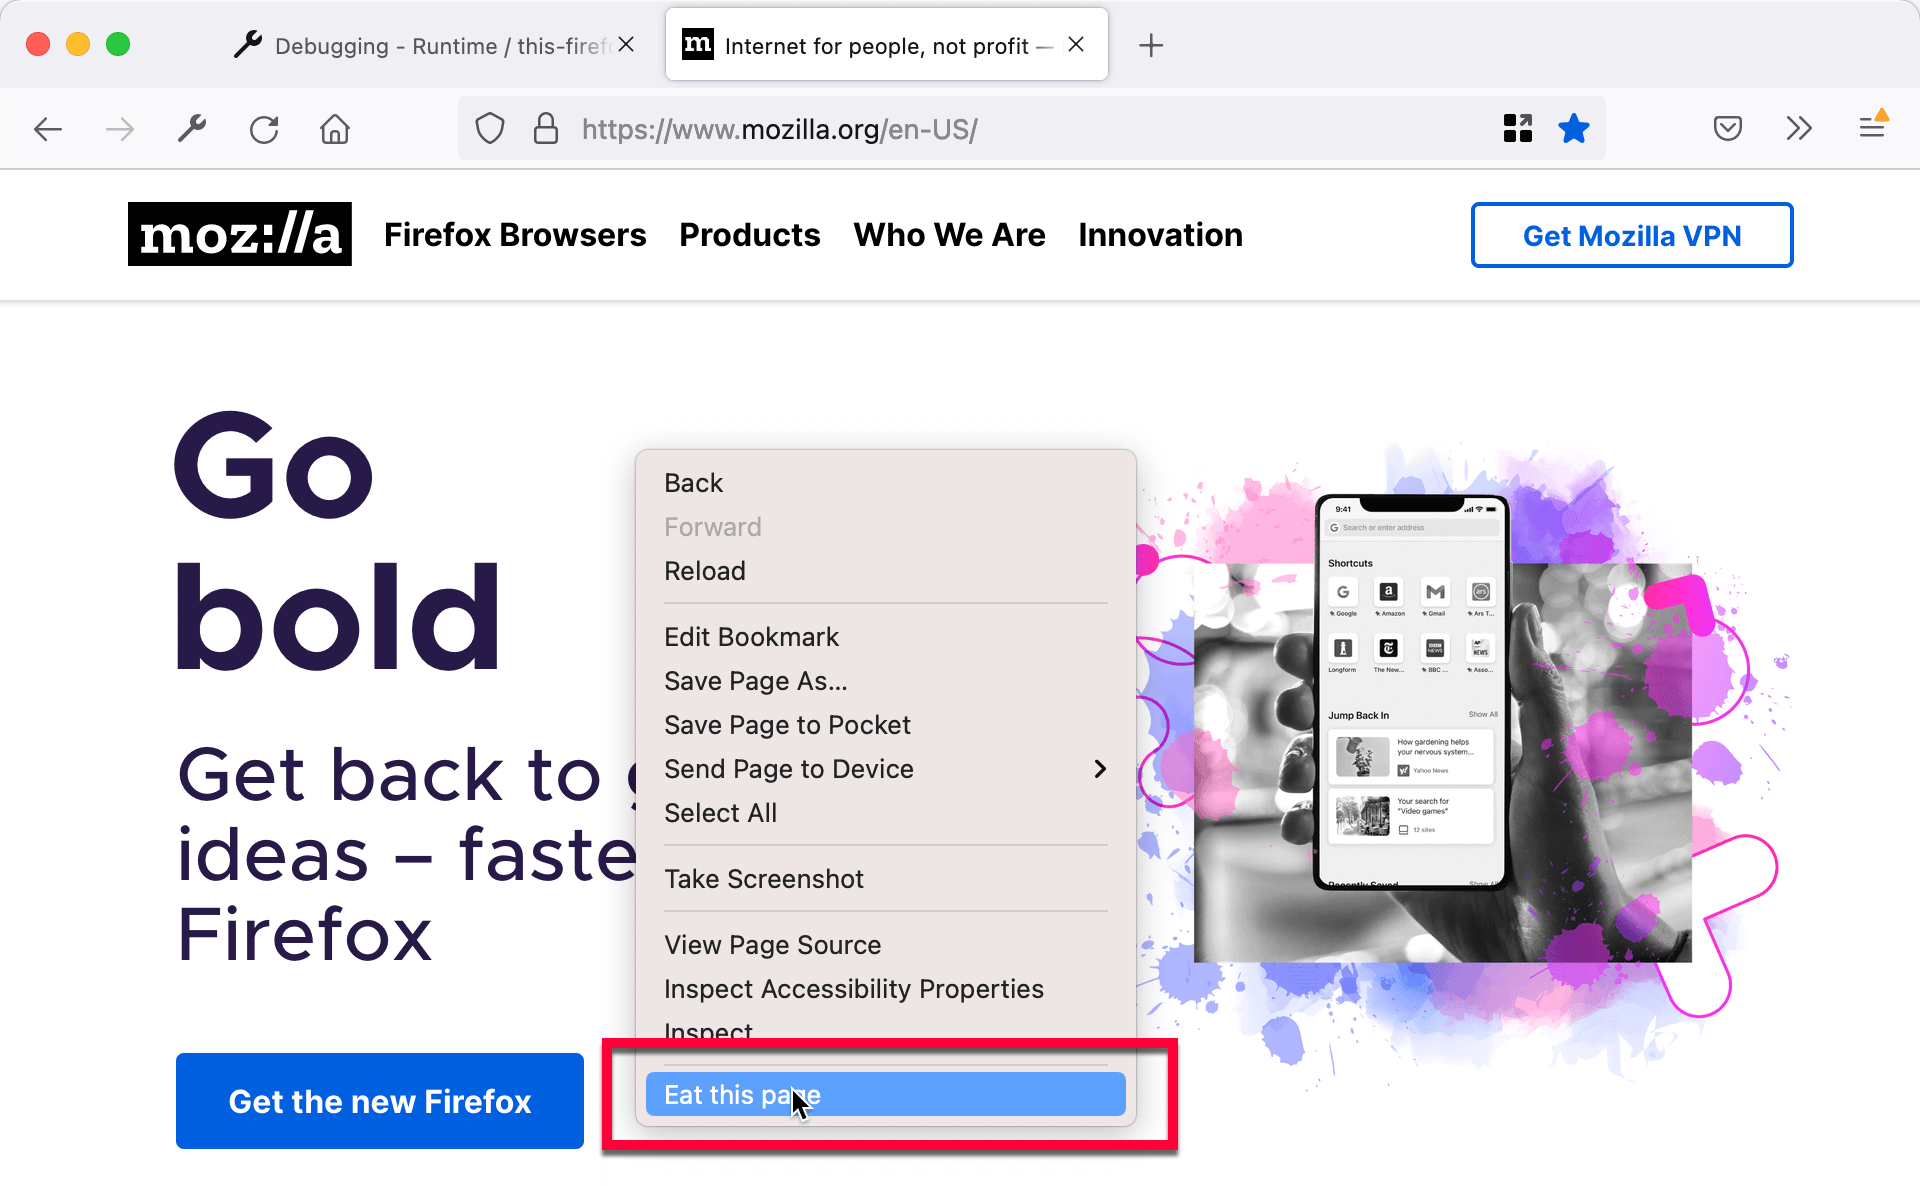 Debugging - Runtime / this-firef
Internet for people, not profit —
https://www.mozilla.org/en-US/
moz://a
Firefox Browsers
Products
Who We Are
Innovation
Get Mozilla VPN
Go
bold
Get back to g
ideas – faste
Firefox
Get the new Firefox
Back
Forward
Reload
Edit Bookmark
Save Page As...
Save Page to Pocket
Send Page to Device
Select All
Take Screenshot
View Page Source
Inspect Accessibility Properties
Inspect
Eat this page
9:41
G Search or enter address
Shortcuts
Google
Amazon
Gmail
Ars T...
Longform
The New...
BBC ...
Asso...
Jump Back In
Show All
How gardening helps
your nervous system...
Yahoo News
Your search for
"Video games"
12 sites
Recently Saved
Show All